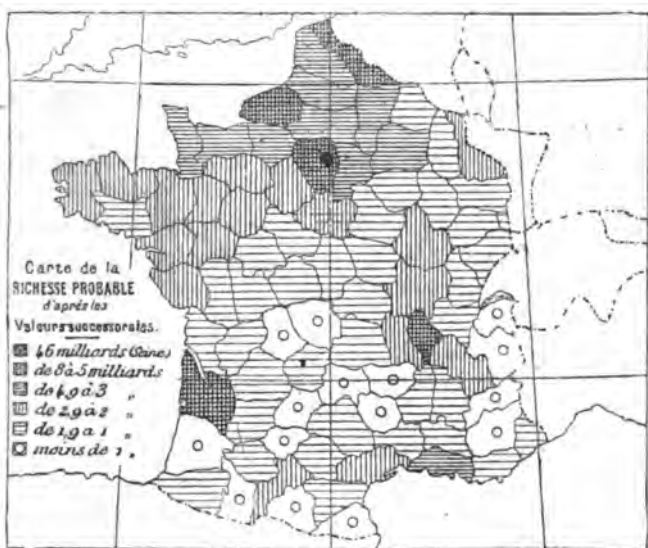 Carte de la
RICHESSE PROBABLE
d'après les
Valeurs successorales.
46 milliards (Seine)
de 8 à 5 milliards
de 4,9 à 3 "
de 2,9 à 2 "
de 1,9 à 1 "
moins de 1 "